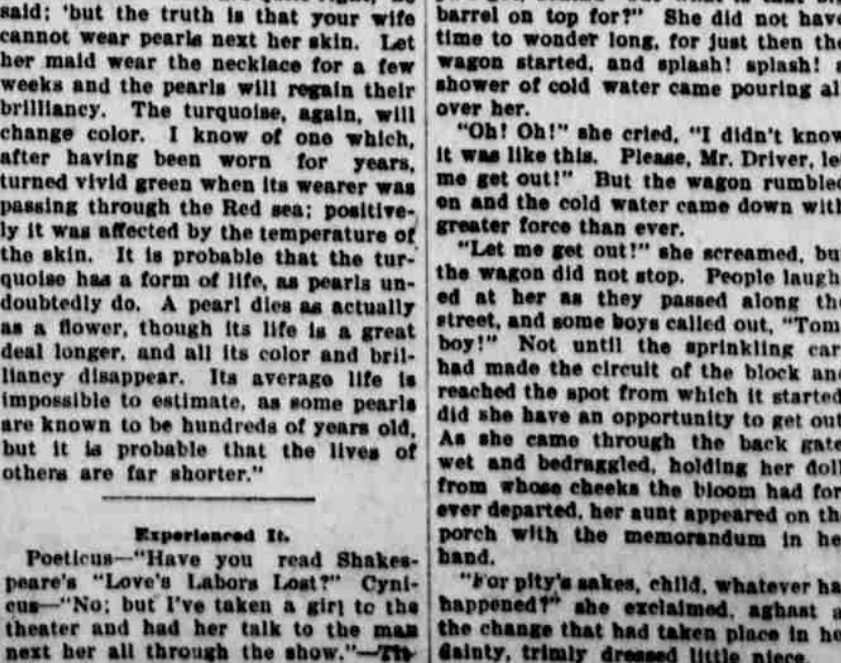 said: 'but the truth is that your wife
cannot wear pearls next her skin. Let
her maid wear the necklace for a few
weeks and the pearls will regain their
brilliancy. The turquoise, again, will
change color. I know of one which,
after having been worn for years,
turned vivid green when its wearer was
passing through the Red sea; positive-
ly it was affected by the temperature of
the skin. It is probable that the tur-
quoise has a form of life, as pearls un-
doubtedly do. A pearl dies as actually
as a flower, though its life is a great
deal longer, and all its color and bril-
liancy disappear. Its average life is
impossible to estimate, as some pearls
are known to be hundreds of years old,
but it is probable that the lives of
others are far shorter."
Experienced It.
Poeticus—"Have you read Shakes-
peare's "Love's Labors Lost?" Cyni-
cus—"No; but I've taken a girl to the
theater and had her talk to the man
next her all through the show."—Tit-
barrel on top for?" She did not have
time to wonder long, for just then the
wagon started, and splash! splash! a
shower of cold water came pouring al
over her.
"Oh! Oh!" she cried, "I didn't know
it was like this. Please, Mr. Driver, le
me get out!" But the wagon rumbled
on and the cold water came down with
greater force than ever.
"Let me get out!" she screamed, bu
the wagon did not stop. People laugh
ed at her as they passed along the
street, and some boys called out, "Tom
boy!" Not until the sprinkling car
had made the circuit of the block and
reached the spot from which it started
did she have an opportunity to get out
As she came through the back gate
wet and bedraggled, holding her doll
from whose cheeks the bloom had for
ever departed, her aunt appeared on th
porch with the memorandum in he
hand.
"For pity's sakes, child, whatever ha
happened?" she exclaimed, aghast a
the change that had taken place in he
dainty, trimly dressed little niece.